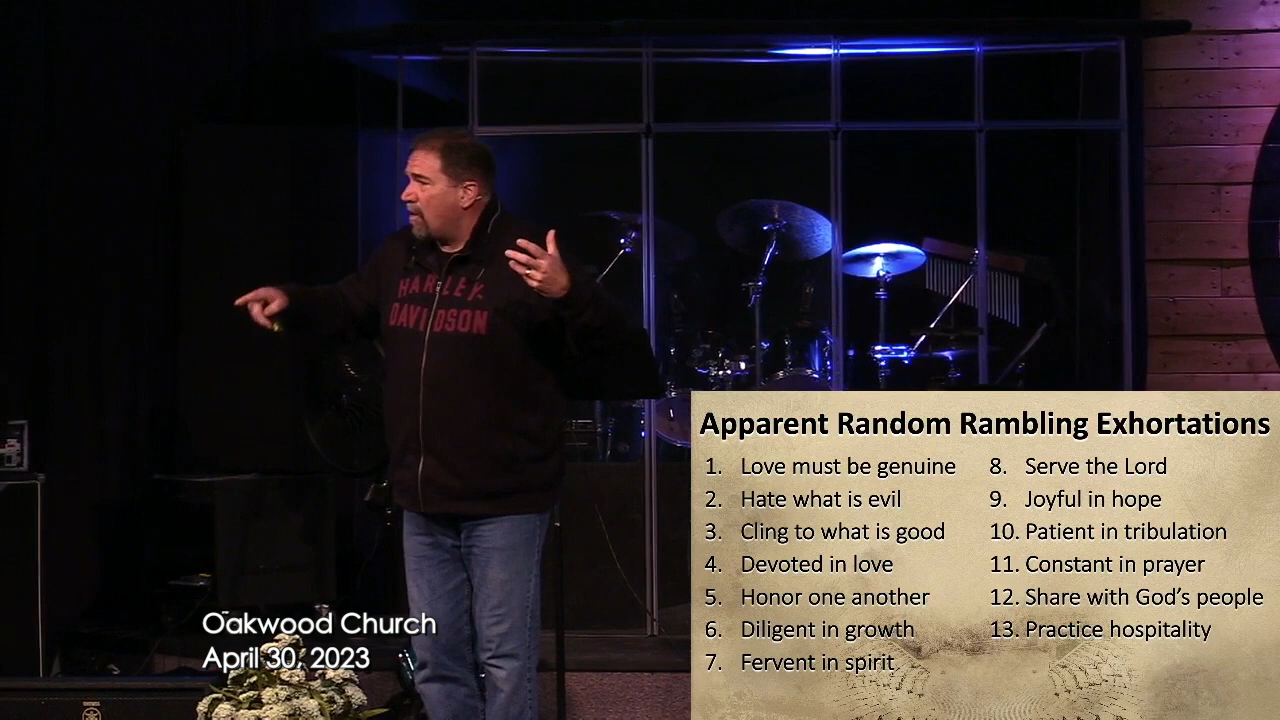 HARLEY-
DAVIDSON
Apparent Random Rambling Exhortations
1. Love must be genuine
2. Hate what is evil
3. Cling to what is good
4. Devoted in love
5. Honor one another
6. Diligent in growth
7. Fervent in spirit
8. Serve the Lord
9. Joyful in hope
10. Patient in tribulation
11. Constant in prayer
12. Share with God's people
13. Practice hospitality
Oakwood Church
April 30, 2023